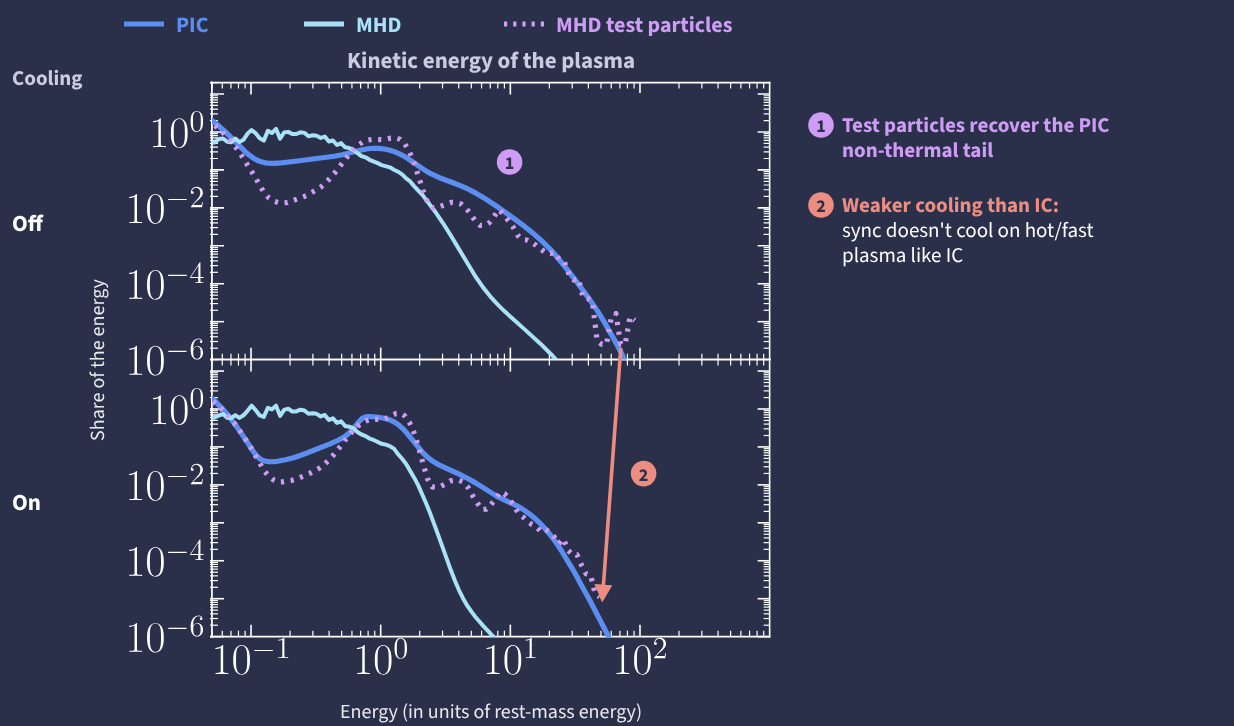 PIC MHD MHD test particles
Kinetic energy of the plasma
Cooling
10^0
10^−2
10^−4
10^−6
Off
1
1 Test particles recover the PIC
non-thermal tail
2 Weaker cooling than IC:
sync doesn't cool on hot/fast
plasma like IC
Share of the energy
10^0
10^−2
10^−4
10^−6
On
2
10^−1 10^0 10^1 10^2
Energy (in units of rest-mass energy)